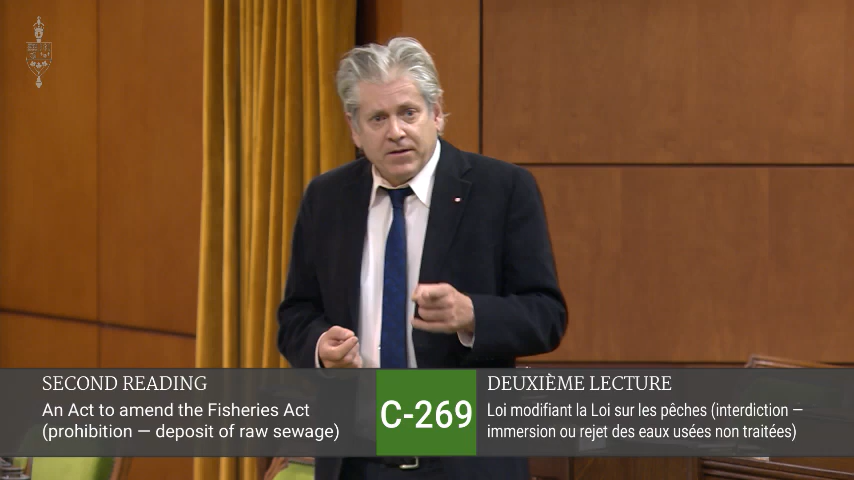 SECOND READING
An Act to amend the Fisheries Act
(prohibition — deposit of raw sewage)
C-269
DEUXIÈME LECTURE
Loi modifiant la Loi sur les pêches (interdiction —
immersion ou rejet des eaux usées non traitées)